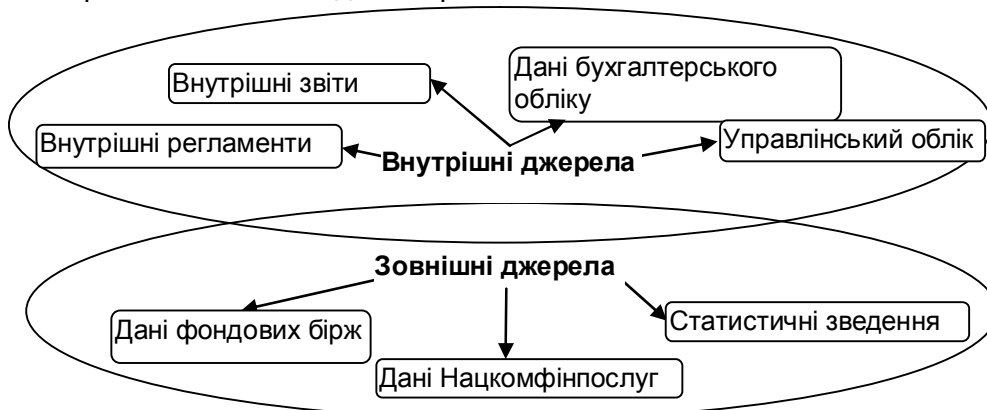 Внутрішні звіти
Дані бухгалтерського
обліку
Внутрішні регламенти
Управлінський облік
Внутрішні джерела
Зовнішні джерела
Дані фондових бірж
Статистичні зведення
Дані Нацкомфінпослуг